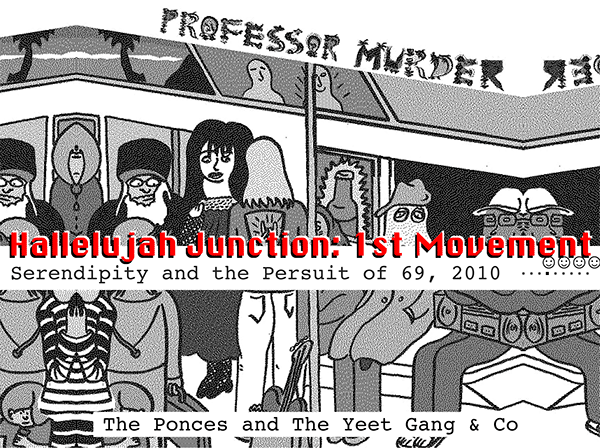 PROFESSOR MURDER
Hallelujah Junction: 1st Movement
Serendipity and the Persuit of 69, 2010
The Ponces and The Yeet Gang & Co